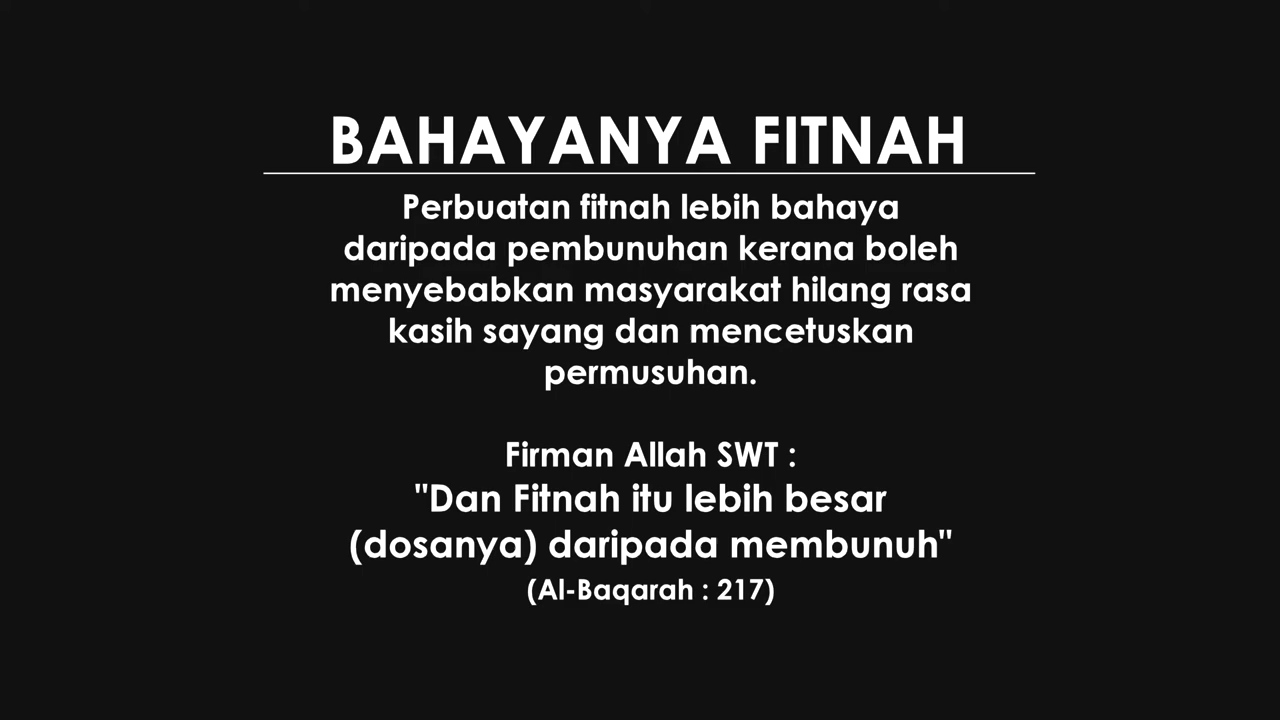 BAHAYANYA FITNAH
Perbuatan fitnah lebih bahaya
daripada pembunuhan kerana boleh
menyebabkan masyarakat hilang rasa
kasih sayang dan mencetuskan
permusuhan.
Firman Allah SWT :
"Dan Fitnah itu lebih besar
(dosanya) daripada membunuh"
(Al-Baqarah : 217)